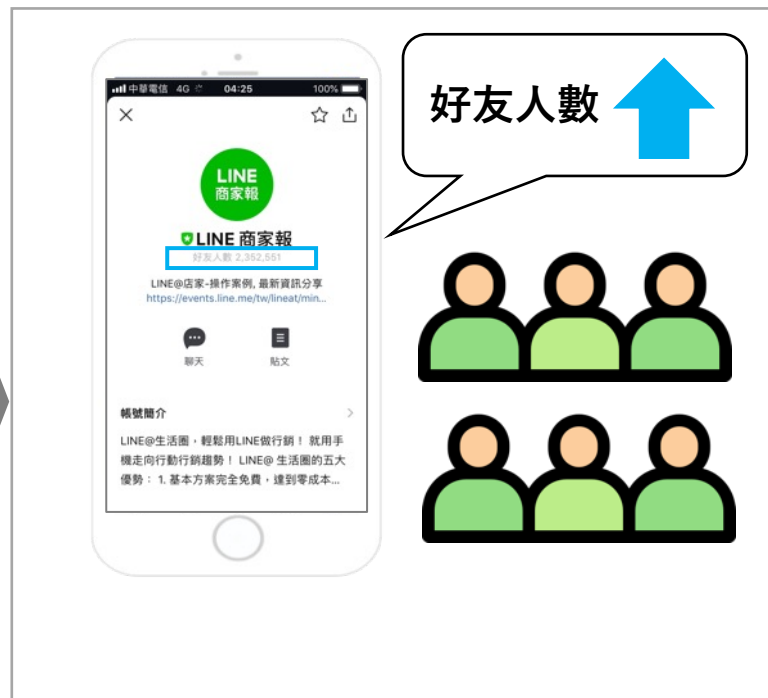 中華電信 4G 04:25 100%
好友人數
LINE
商家報
LINE 商家報
好友人數 2,352,551
LINE@店家-操作案例, 最新資訊分享
https://events.line.me/tw/lineat/min...
聊天 貼文
帳號簡介
LINE@生活圈，輕鬆用LINE做行銷！ 就用手
機走向行動行銷趨勢！ LINE@ 生活圈的五大
優勢： 1. 基本方案完全免費，達到零成本...